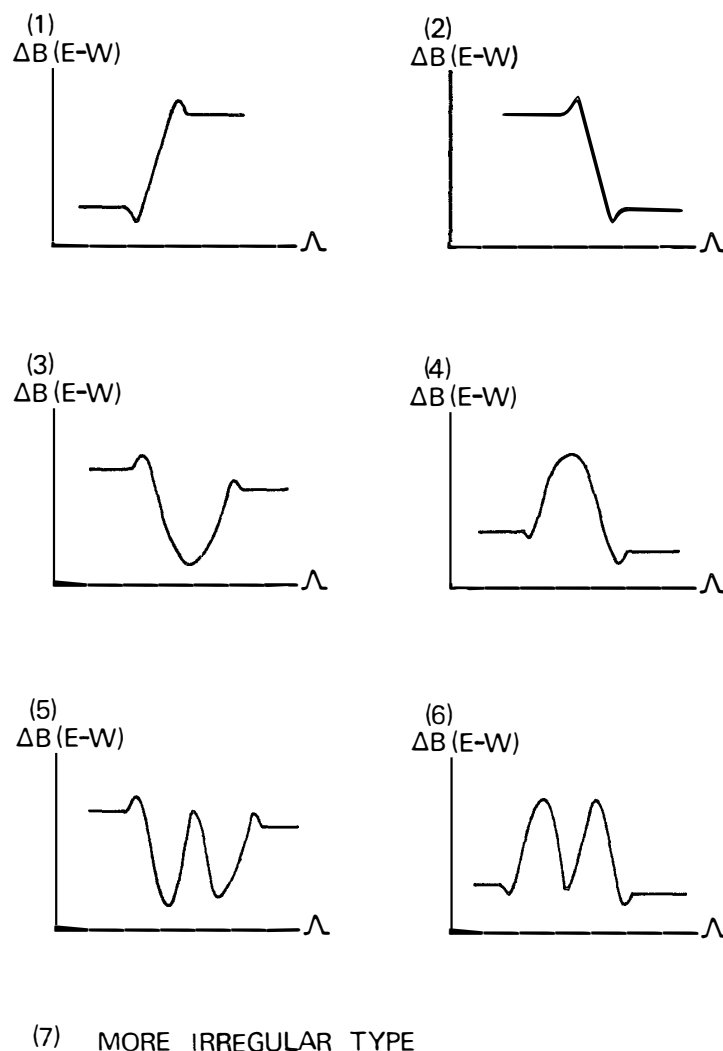 (1)
ΔB (E-W)
Λ
(2)
ΔB (E-W)
Λ
(3)
ΔB (E-W)
Λ
(4)
ΔB (E-W)
Λ
(5)
ΔB (E-W)
Λ
(6)
ΔB (E-W)
Λ
(7) MORE IRREGULAR TYPE